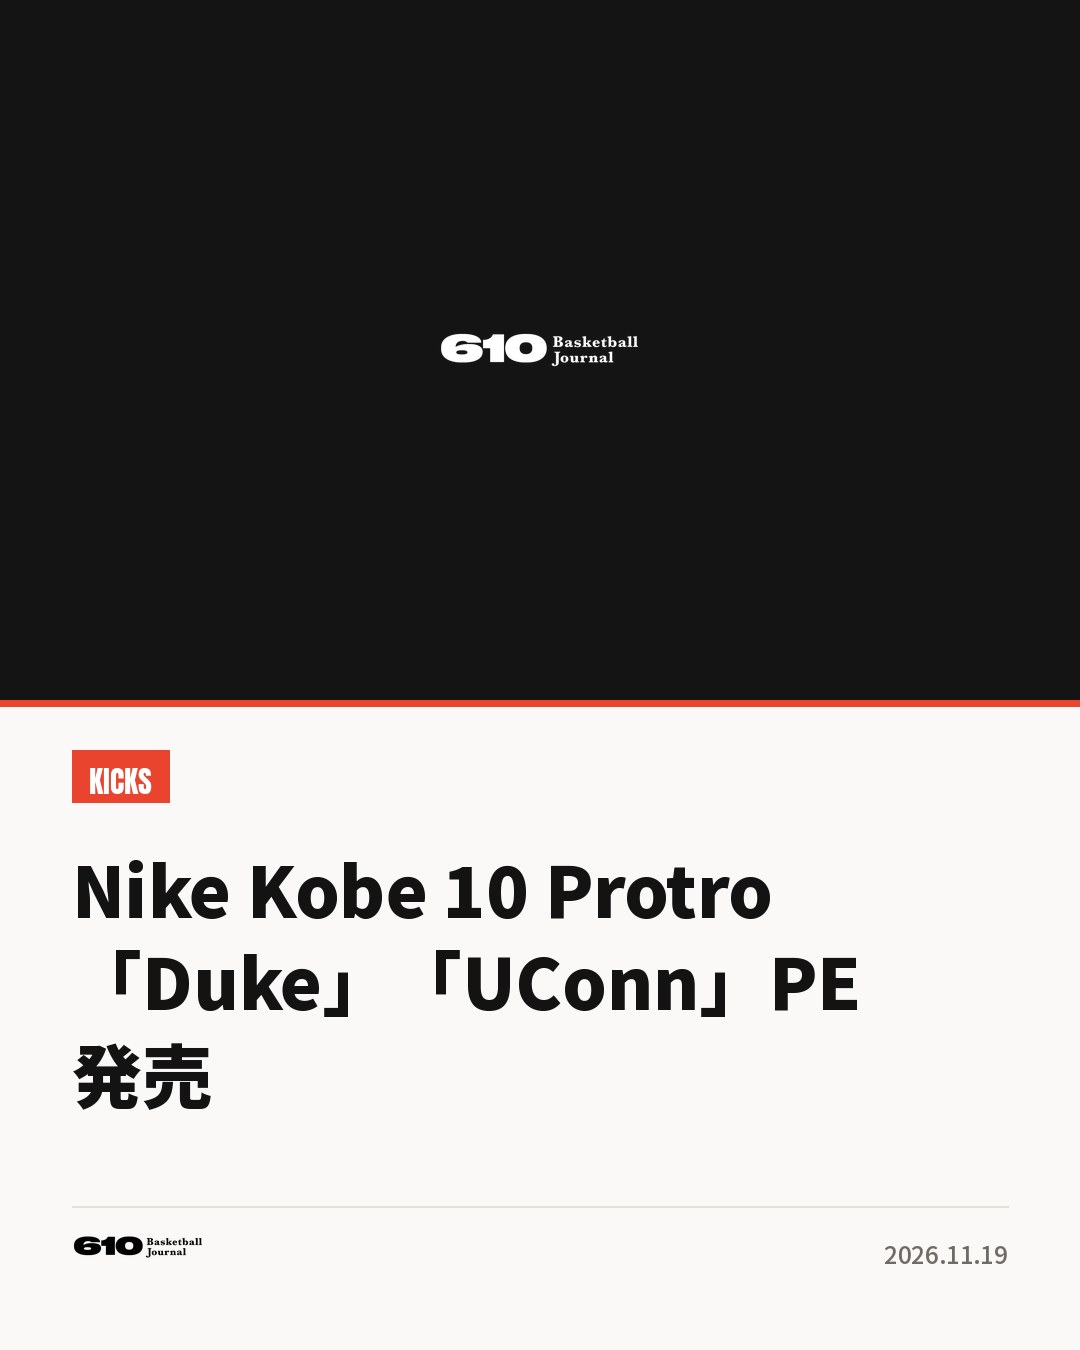 610 Basketball
Journal
KICKS
Nike Kobe 10 Protro
「Duke」「UConn」PE
発売
610 Basketball
Journal
2026.11.19